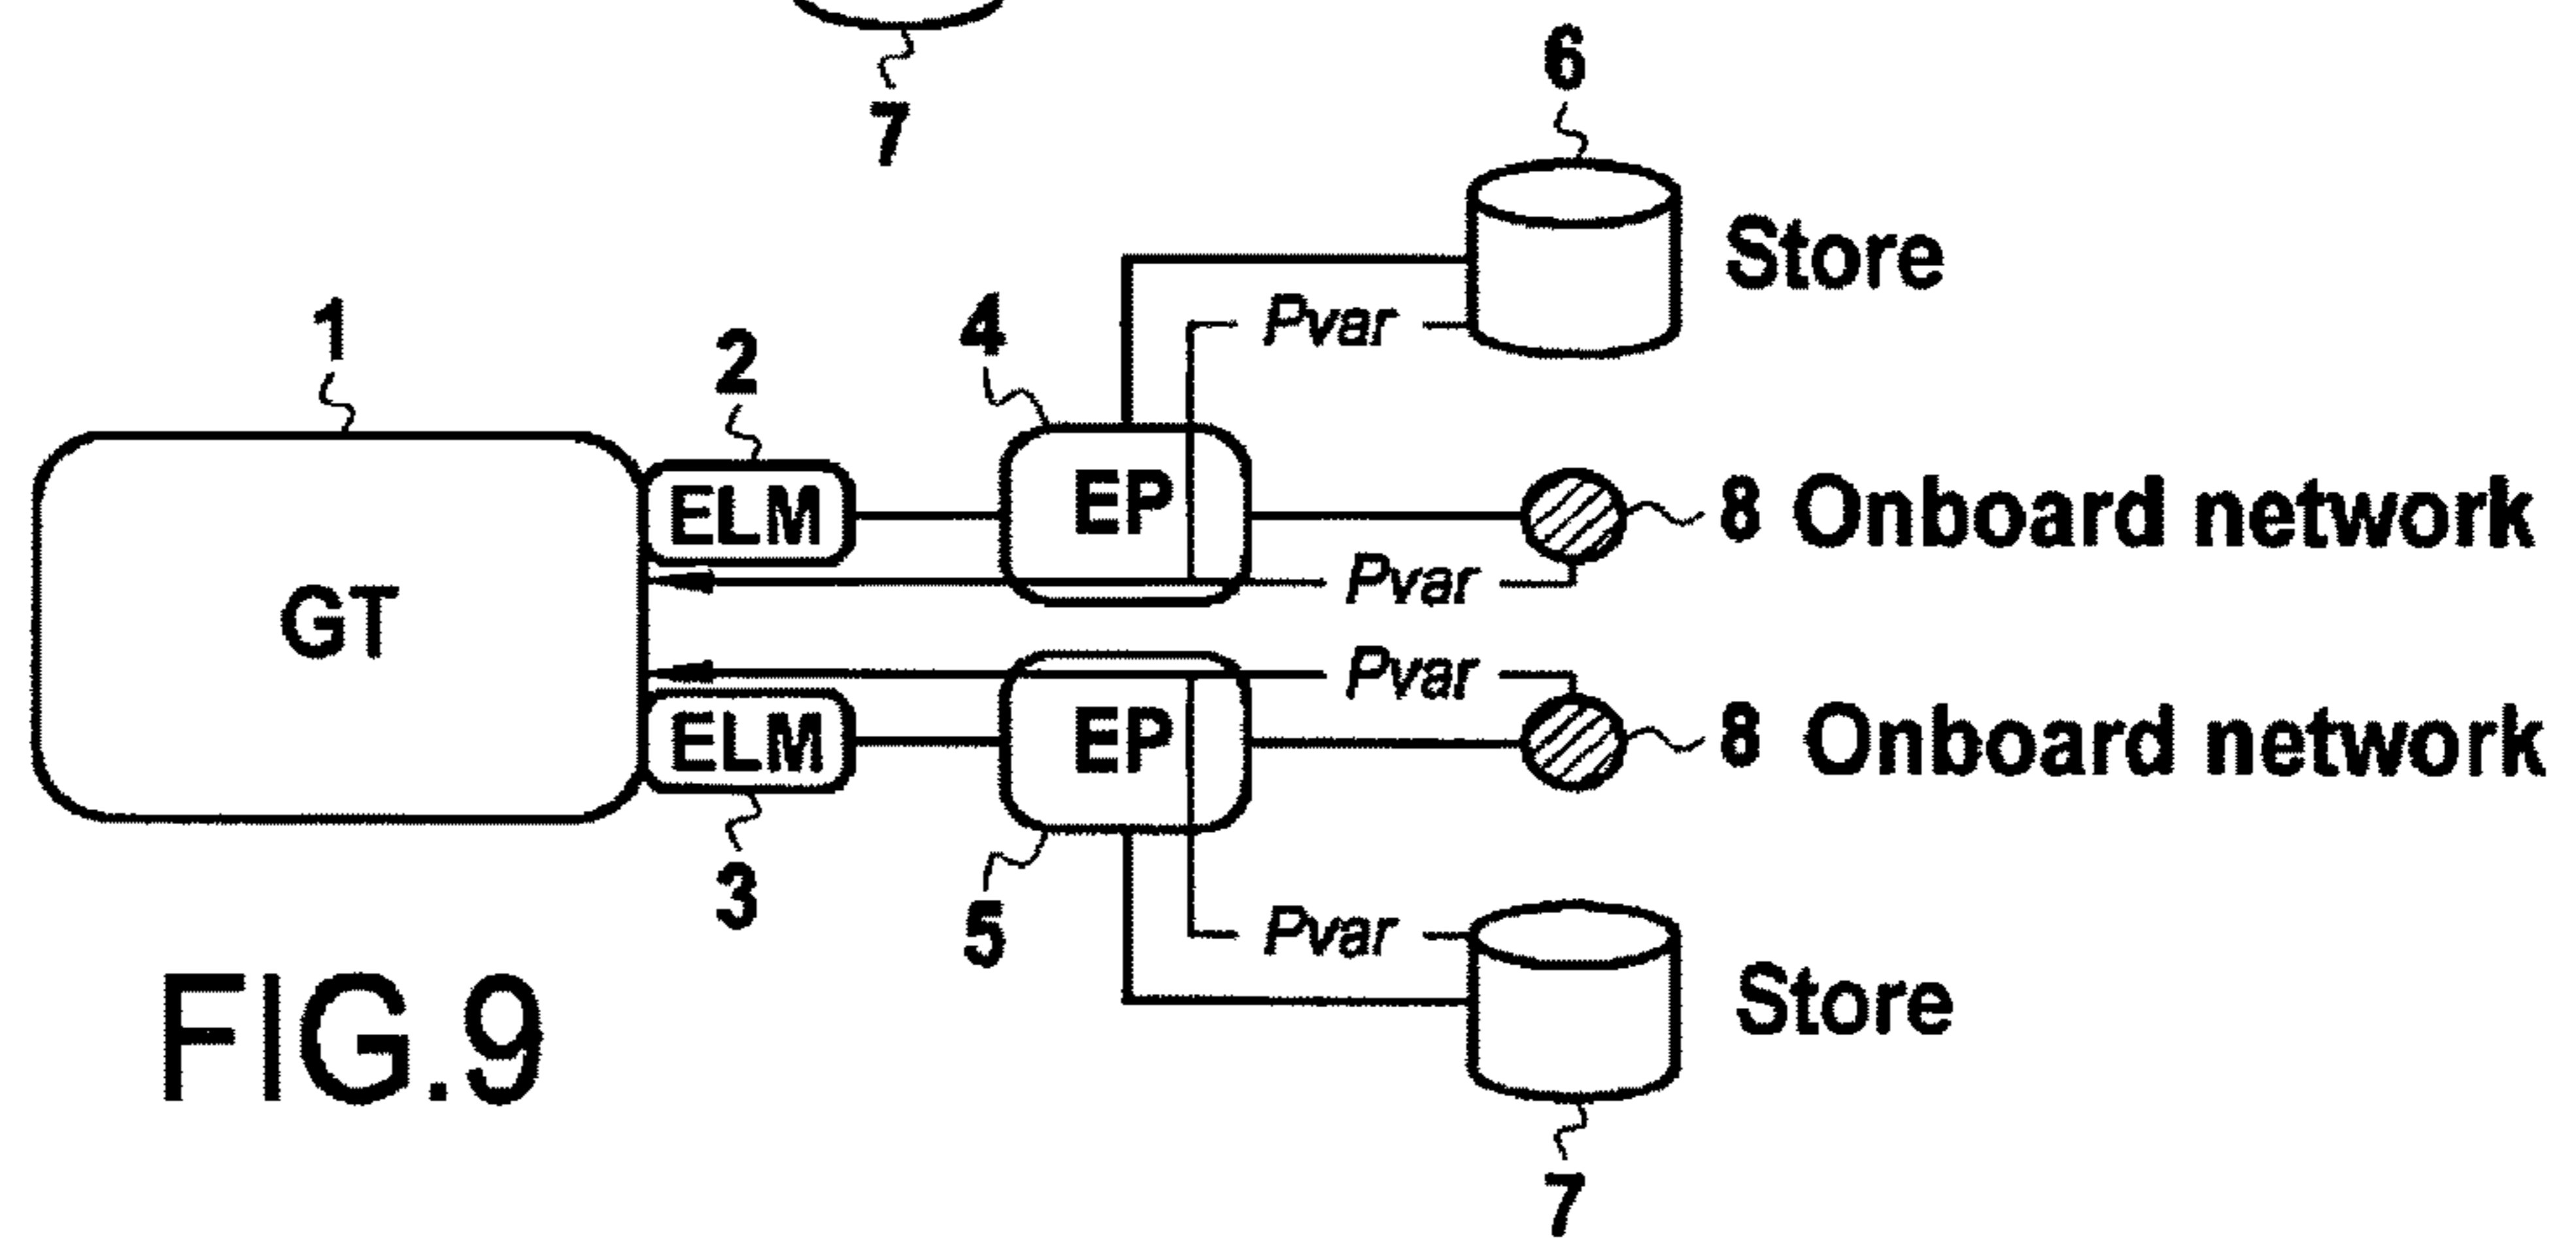 7
6
Store
Pvar
1
2
4
ELM
EP
8 Onboard network
Pvar
GT
Pvar
ELM
EP
8 Onboard network
3
5
Pvar
Store
7
FIG.9